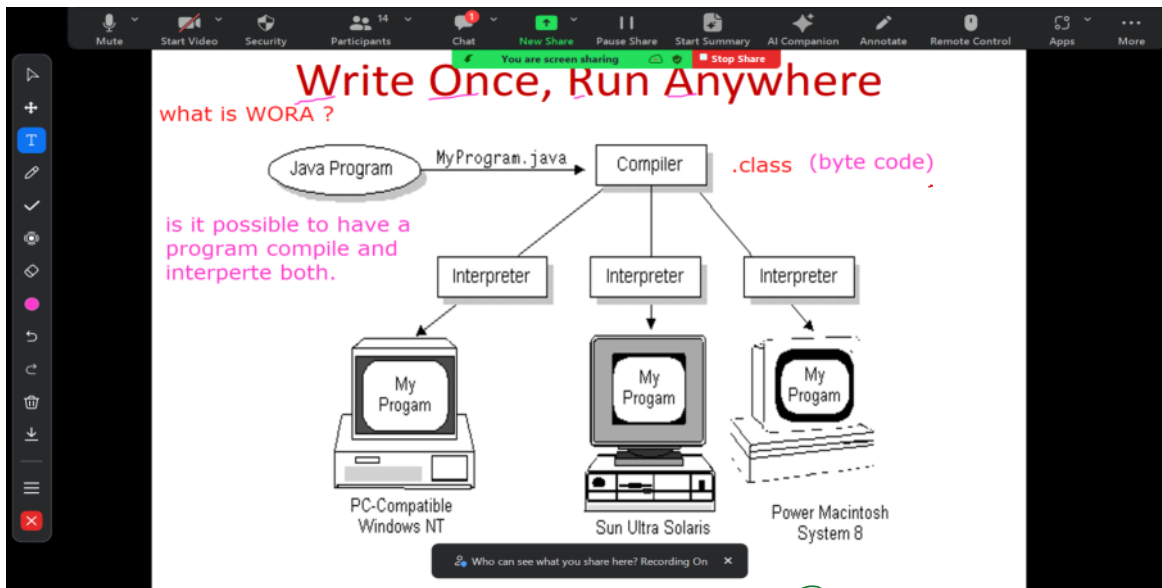 14
1
Mute
Start Video
Security
Participants
Chat
New Share
Pause Share
Start Summary
AI Companion
Annotate
Remote Control
Apps
More
You are screen sharing
Stop Share
Write Once, Run Anywhere
what is WORA ?
Java Program
MyProgram.java
Compiler
.class (byte code)
T
is it possible to have a
program compile and
interperte both.
Interpreter
Interpreter
Interpreter
My
Progam
My
Progam
My
Progam
PC-Compatible
Windows NT
Sun Ultra Solaris
Power Macintosh
System 8
Who can see what you share here? Recording On